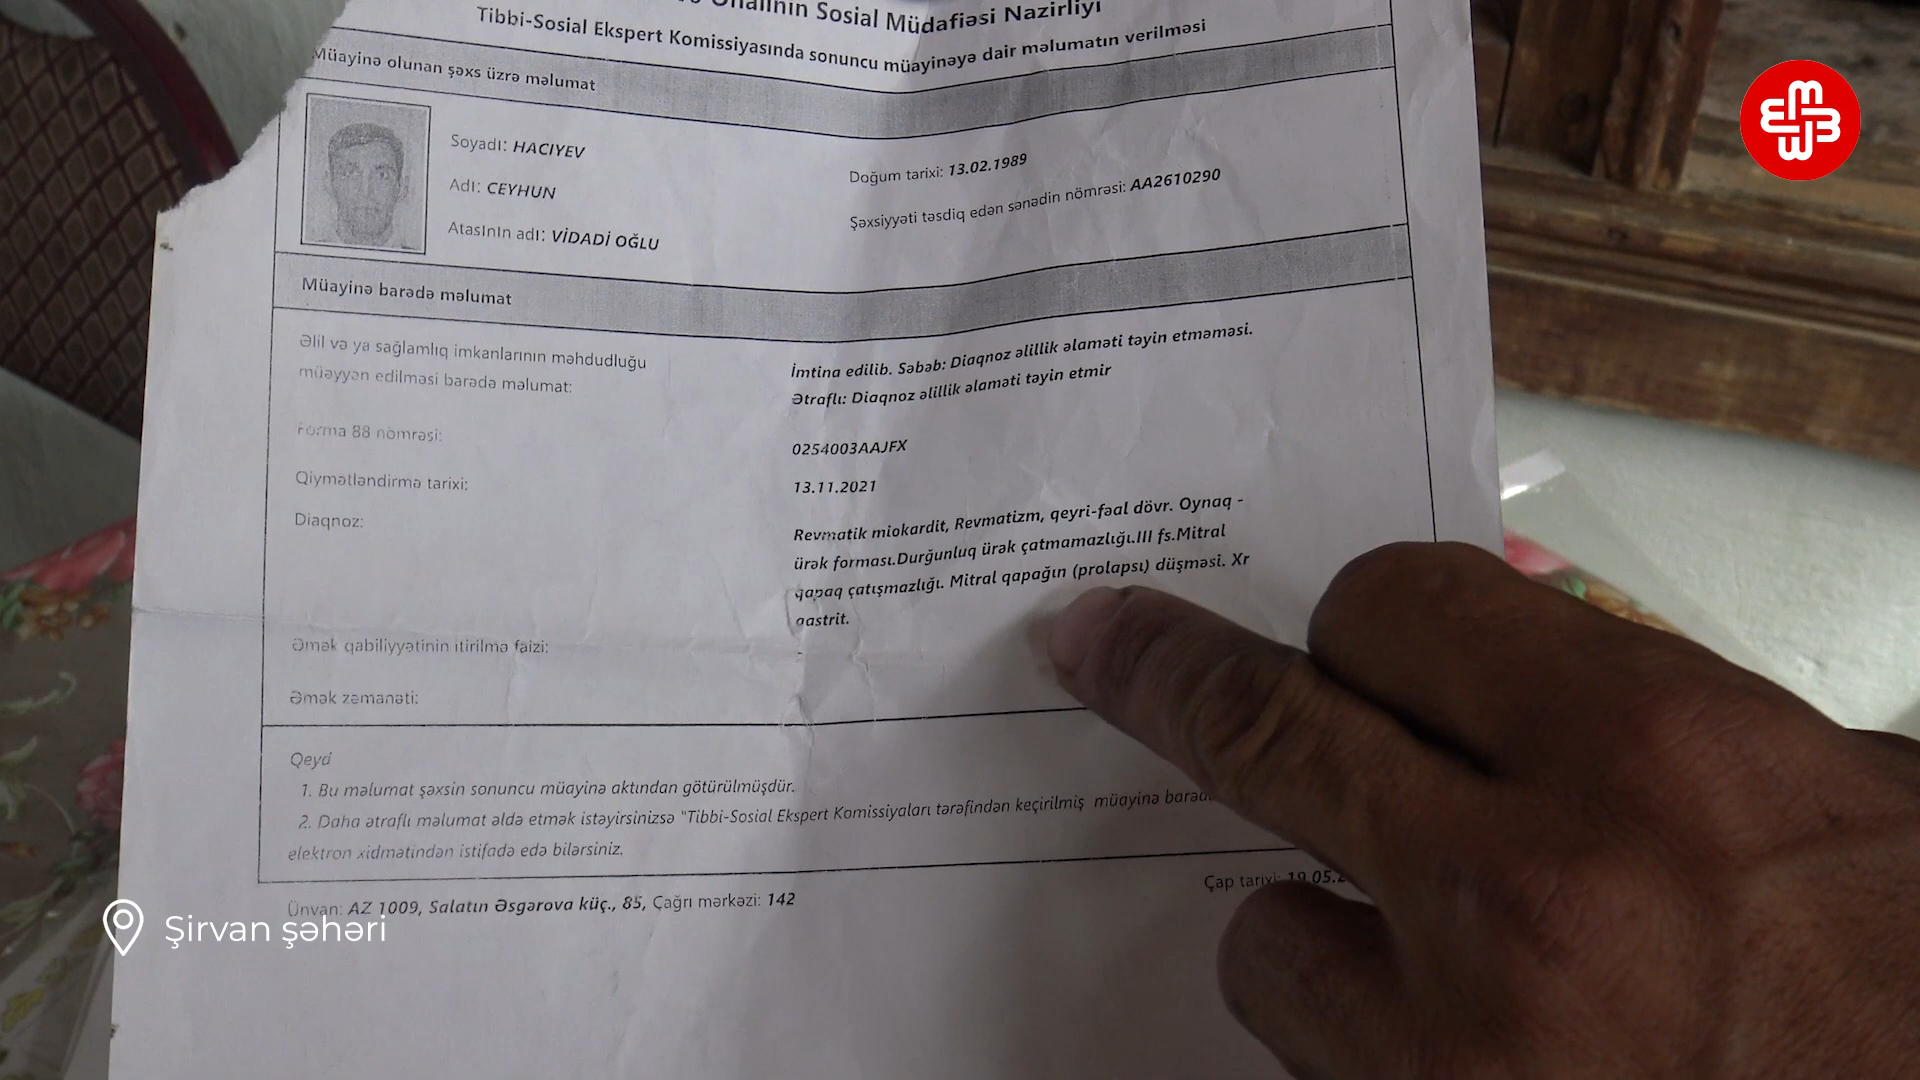 Əhalinin Sosial Müdafiəsi Nazirliyi
Tibbi-Sosial Ekspert Komissiyasında sonuncu müayinəyə dair məlumatın verilməsi
Müayinə olunan şəxs üzrə məlumat
Soyadı: HACIYEV
Adı: CEYHUN
Atasının adı: VİDADİ OĞLU
Doğum tarixi: 13.02.1989
Şəxsiyyəti təsdiq edən sənədin nömrəsi: AA2610290
Müayinə barədə məlumat
Əlil və ya sağlamlıq imkanlarının məhdudluğu
müəyyən edilməsi barədə məlumat:
İmtina edilib. Səbəb: Diaqnoz əlillik əlaməti təyin etməməsi.
Ətraflı: Diaqnoz əlillik əlaməti təyin etmir
Forma 88 nömrəsi: 0254003AAJFX
Qiymətləndirmə tarixi: 13.11.2021
Diaqnoz: Revmatik miokardit, Revmatizm, qeyri-fəal dövr. Oynaq -
ürək forması.Durğunluq ürək çatmamazlığı.III fs.Mitral
qapaq çatışmazlığı. Mitral qapağın (prolapsı) düşməsi. Xr
qastrit.
Əmək qabiliyyətinin itirilmə faizi: -
Əmək zəmanəti:
Qeyd
1. Bu məlumat şəxsin sonuncu müayinə aktından götürülmüşdür.
2. Daha ətraflı məlumat əldə etmək istəyirsinizsə "Tibbi-Sosial Ekspert Komissiyaları tərəfindən keçirilmiş müayinə
elektron xidmətindən istifadə edə bilərsiniz.
Ünvan: AZ 1009, Salatın Əsgərova küç., 85, Çağrı mərkəzi: 142
Çap tarixi: 19.05.2
Şirvan şəhəri